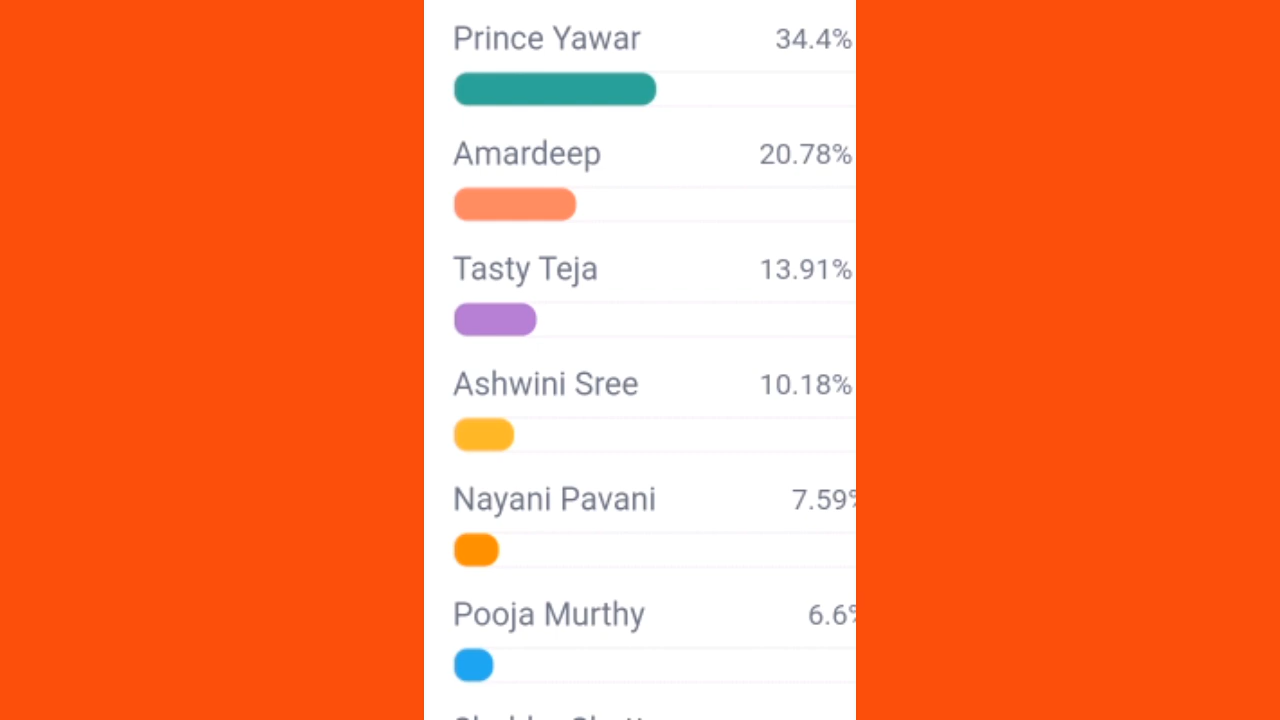 Prince Yawar 34.4%
Amardeep 20.78%
Tasty Teja 13.91%
Ashwini Sree 10.18%
Nayani Pavani 7.59%
Pooja Murthy 6.6%